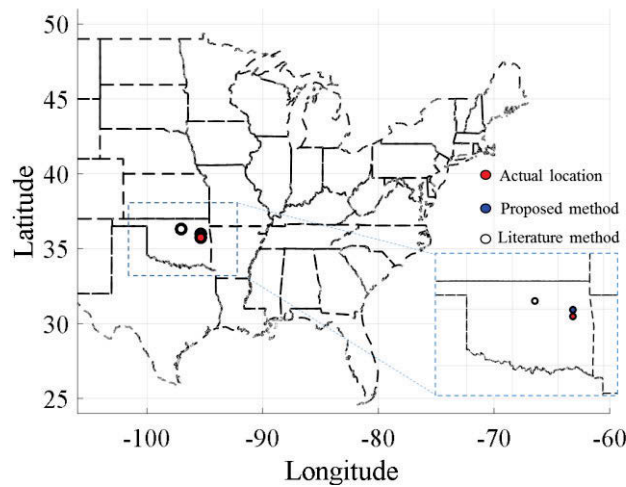 50
45
40
35
30
25
Latitude
Actual location
Proposed method
Literature method
-100
-90
-80
-70
-60
Longitude